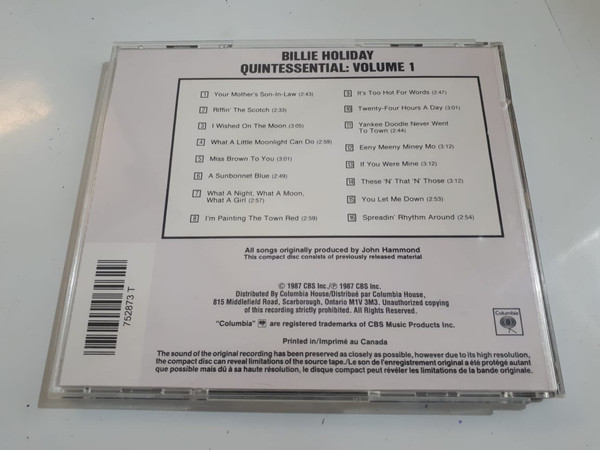 BILLIE HOLIDAY
QUINTESSENTIAL: VOLUME 1
1 Your Mother's Son-In-Law (2:43)
2 Riffin' The Scotch (2:33)
3 I Wished On The Moon (3:05)
4 What A Little Moonlight Can Do (2:59)
5 Miss Brown To You (3:01)
6 A Sunbonnet Blue (2:49)
7 What A Night, What A Moon,
What A Girl (2:57)
8 I'm Painting The Town Red (2:59)
9 It's Too Hot For Words (2:47)
10 Twenty-Four Hours A Day (3:01)
11 Yankee Doodle Never Went
To Town (2:44)
12 Eeny Meeny Miney Mo (3:12)
13 If You Were Mine (3:12)
14 These 'N' That 'N' Those (3:12)
15 You Let Me Down (2:53)
16 Spreadin' Rhythm Around (2:54)
All songs originally produced by John Hammond
This compact disc consists of previously released material
© 1987 CBS Inc./℗ 1987 CBS Inc.
Distributed By Columbia House/Distribué par Columbia House,
815 Middlefield Road, Scarborough, Ontario M1V 3M3. Unauthorized copying
of this recording strictly prohibited. All Rights Reserved.
"Columbia" are registered trademarks of CBS Music Products Inc.
Printed in/Imprimé au Canada
Columbia
752873 T
The sound of the original recording has been preserved as closely as possible, however due to its high resolution,
the compact disc can reveal limitations of the source tape./Le son de l'enregistrement original a été protégé autant
que possible mais dû à sa haute résolution, le disque compact peut révéler les limitations de la bande originale.